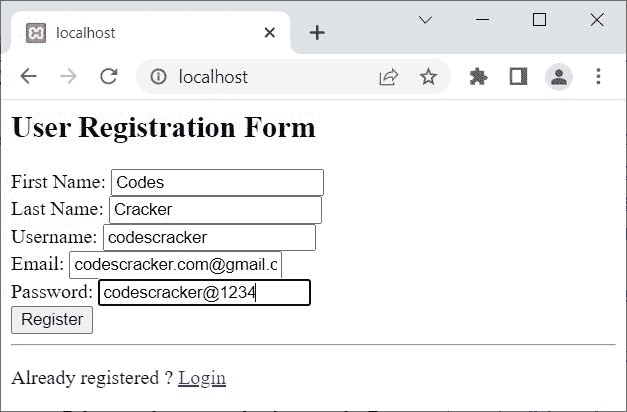 localhost
localhost
User Registration Form
First Name: Codes
Last Name: Cracker
Username: codescracker
Email: codescracker.com@gmail.c
Password: codescracker@1234
Register
Already registered ? Login